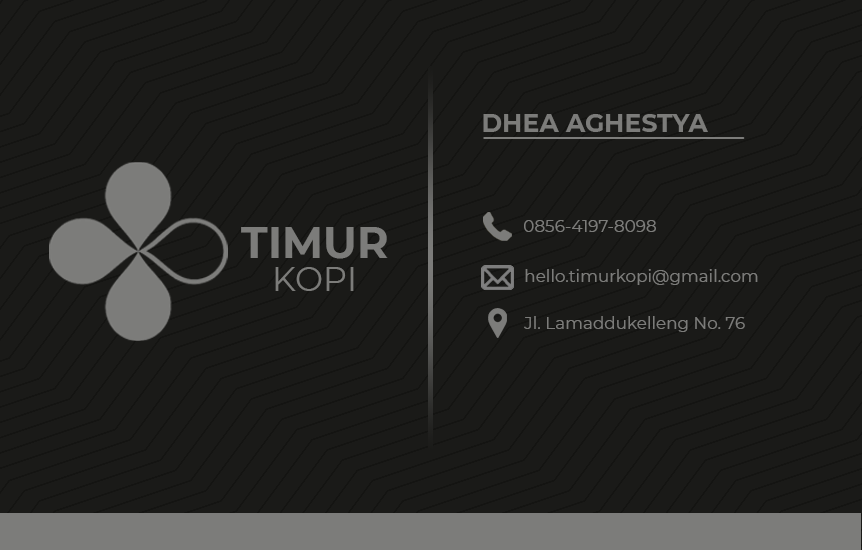 TIMUR
KOPI
DHEA AGHESTYA
0856-4197-8098
hello.timurkopi@gmail.com
Jl. Lamaddukelleng No. 76